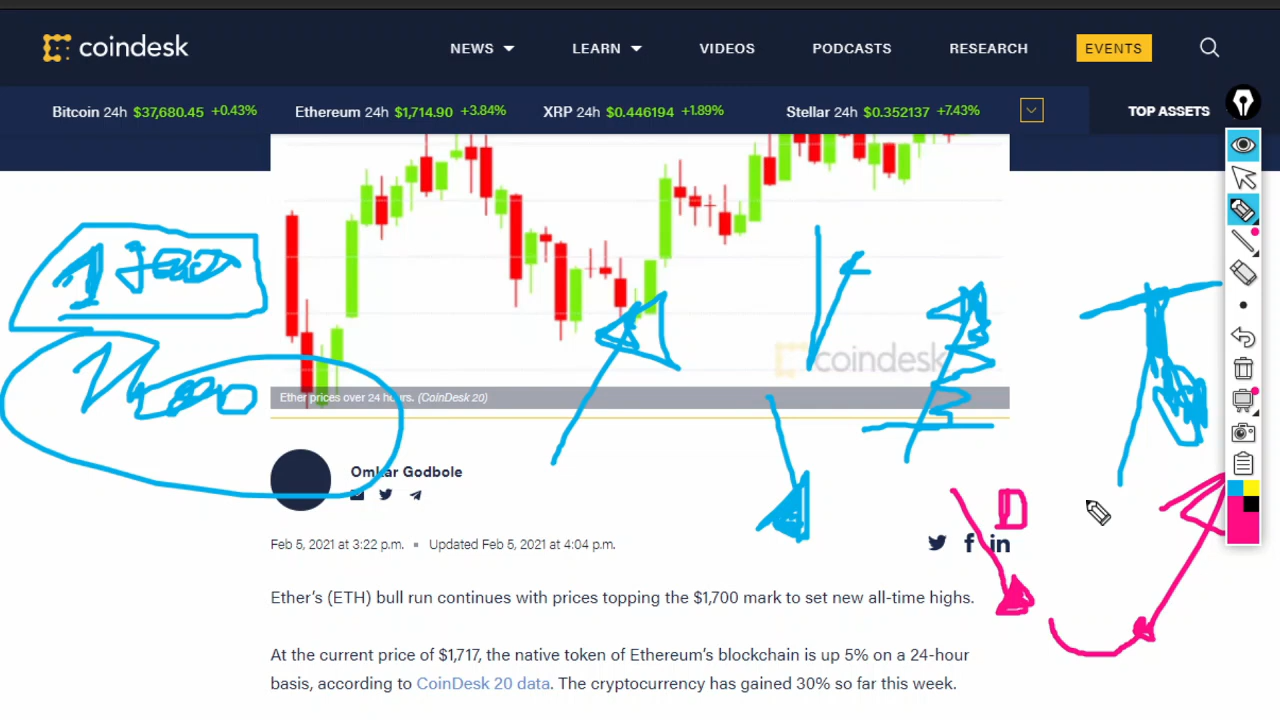 coindesk
NEWS LEARN VIDEOS PODCASTS RESEARCH EVENTS
Bitcoin 24h $37,680.45 +0.43% Ethereum 24h $1,714.90 +3.84% XRP 24h $0.446194 +1.89% Stellar 24h $0.352137 +7.43% TOP ASSETS
coindesk
Ether prices over 24 hours. (CoinDesk 20)
Omkar Godbole
Feb 5, 2021 at 3:22 p.m. Updated Feb 5, 2021 at 4:04 p.m.
D
Ether's (ETH) bull run continues with prices topping the $1,700 mark to set new all-time highs.
At the current price of $1,717, the native token of Ethereum's blockchain is up 5% on a 24-hour
basis, according to CoinDesk 20 data. The cryptocurrency has gained 30% so far this week.